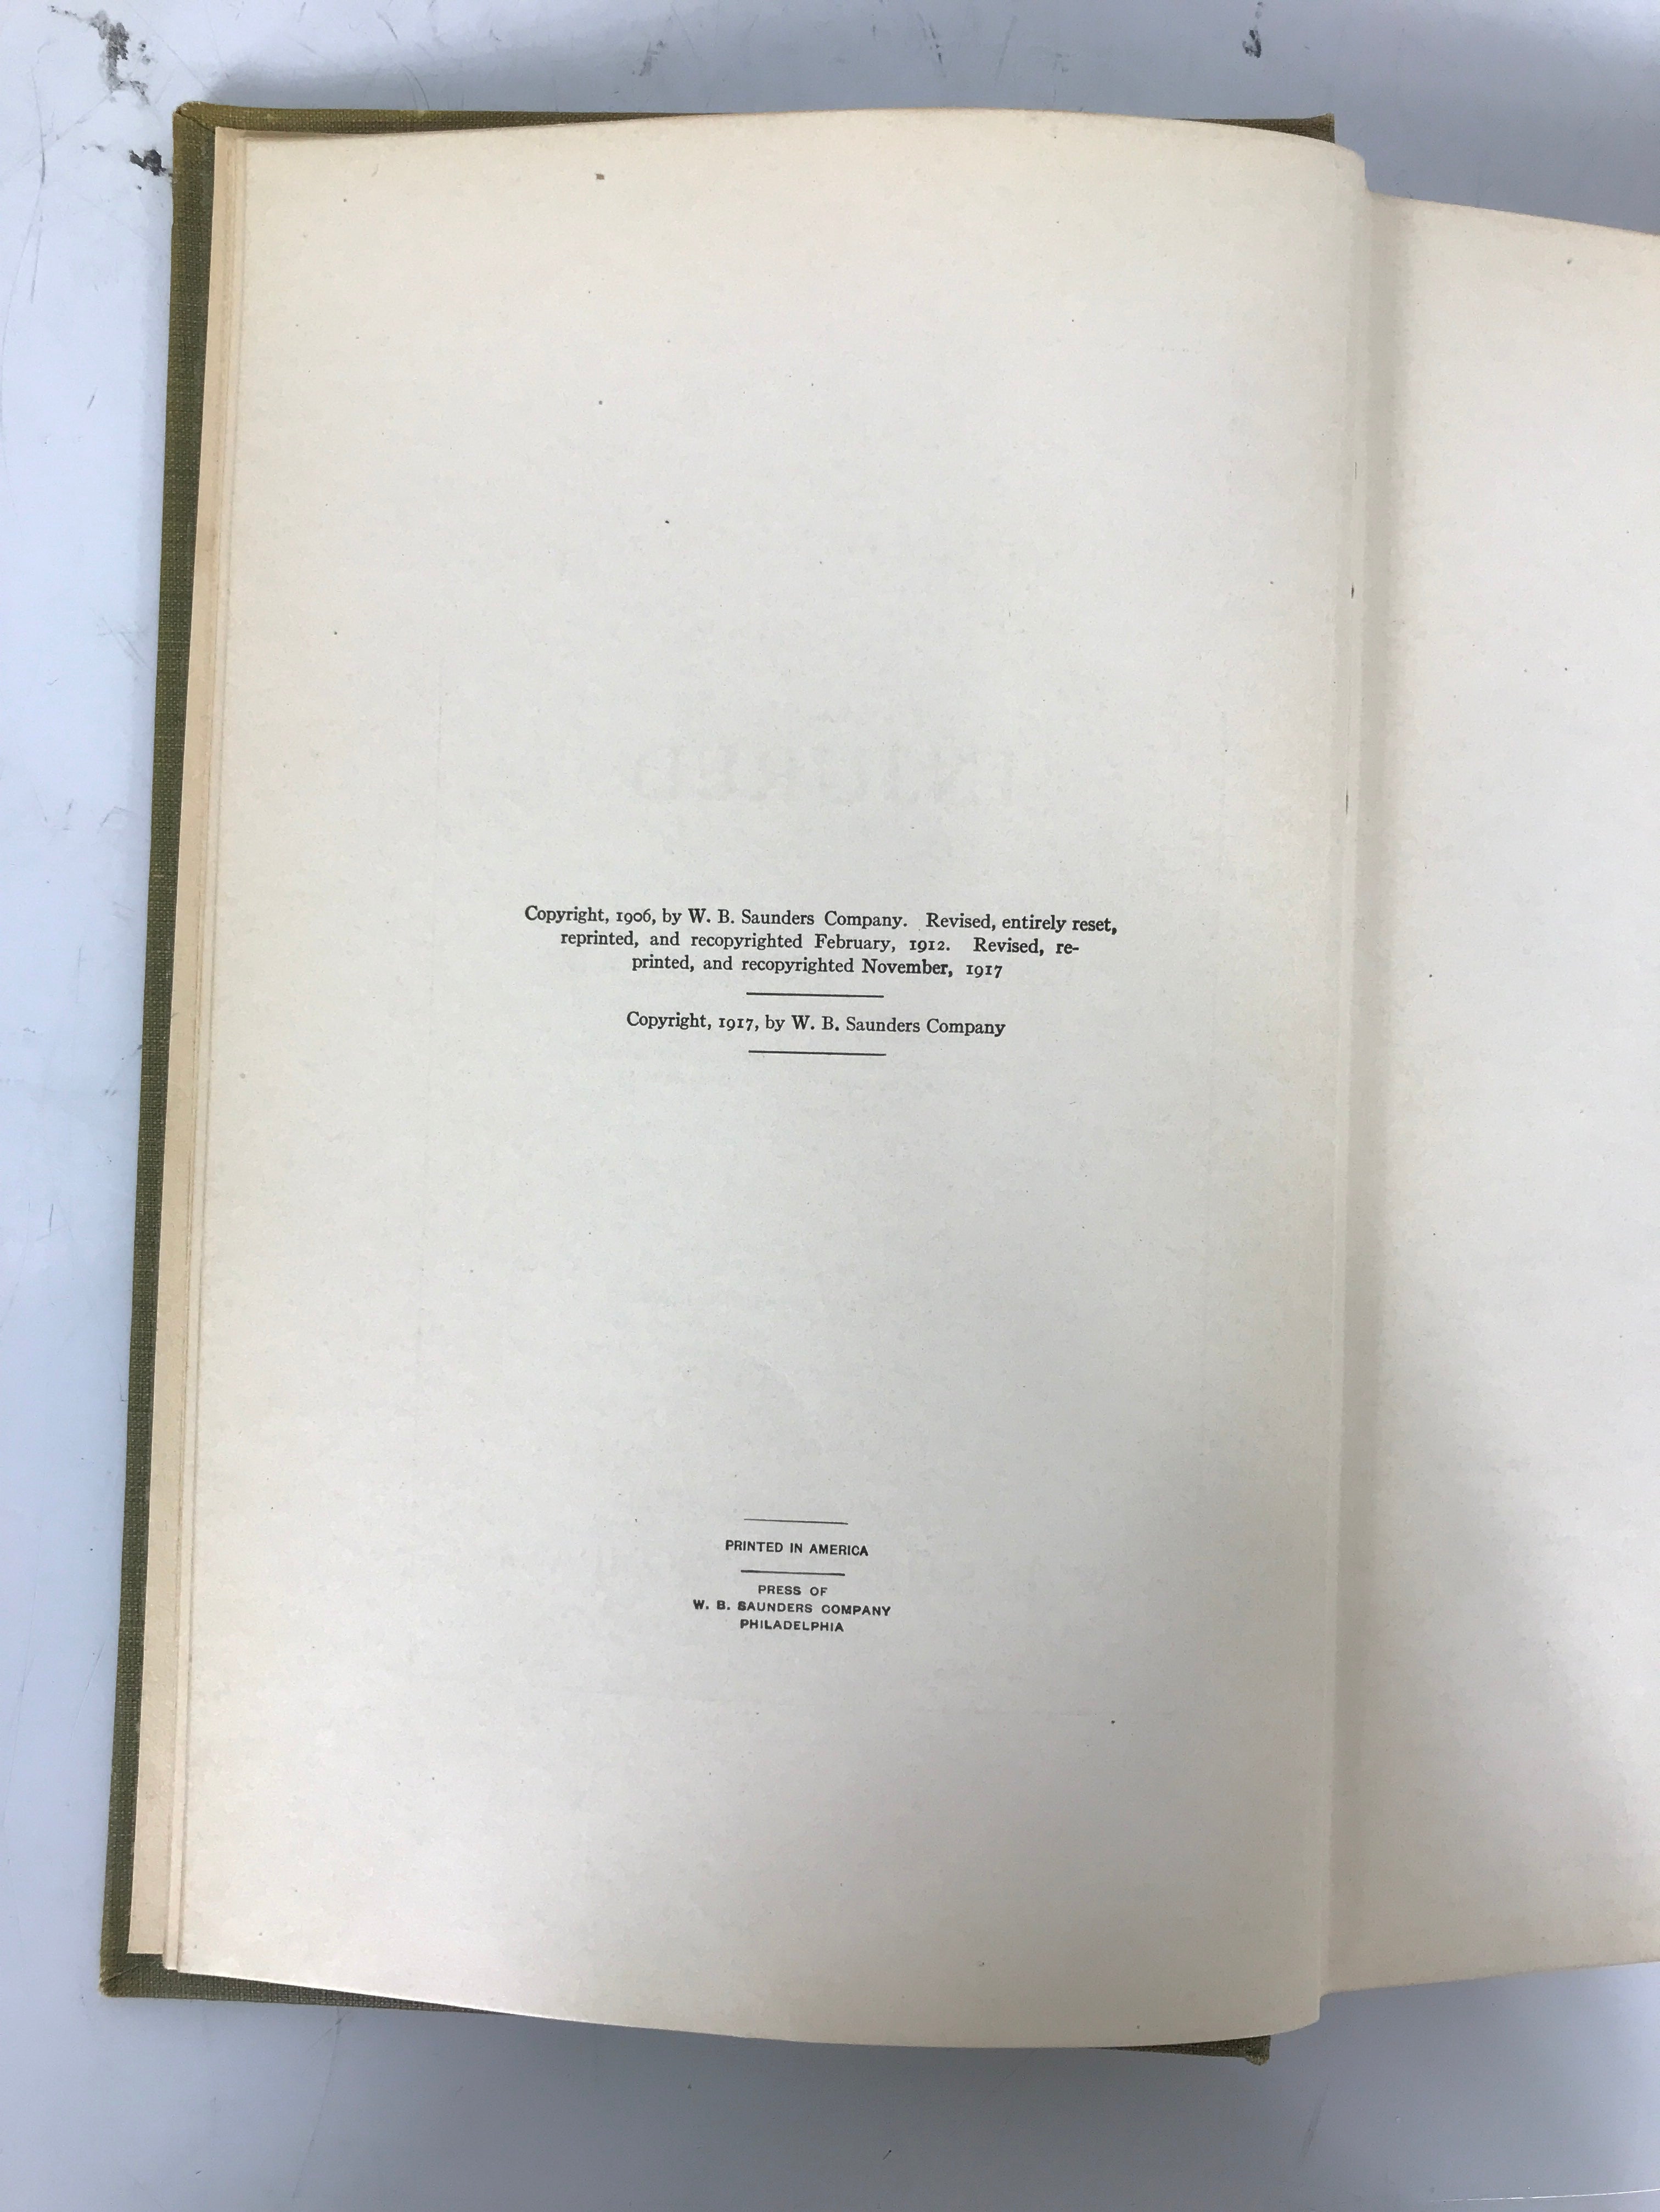 Copyright, 1906, by W. B. Saunders Company. Revised, entirely reset,
reprinted, and recopyrighted February, 1912. Revised, re-
printed, and recopyrighted November, 1917
Copyright, 1917, by W. B. Saunders Company
PRINTED IN AMERICA
PRESS OF
W. B. SAUNDERS COMPANY
PHILADELPHIA